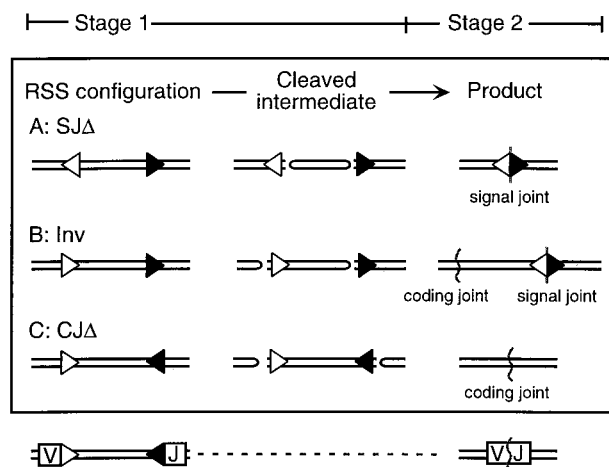 Stage 1 Stage 2
RSS configuration Cleaved intermediate Product
A: SJΔ
signal joint
B: Inv
coding joint signal joint
C: CJΔ
coding joint
V J V J